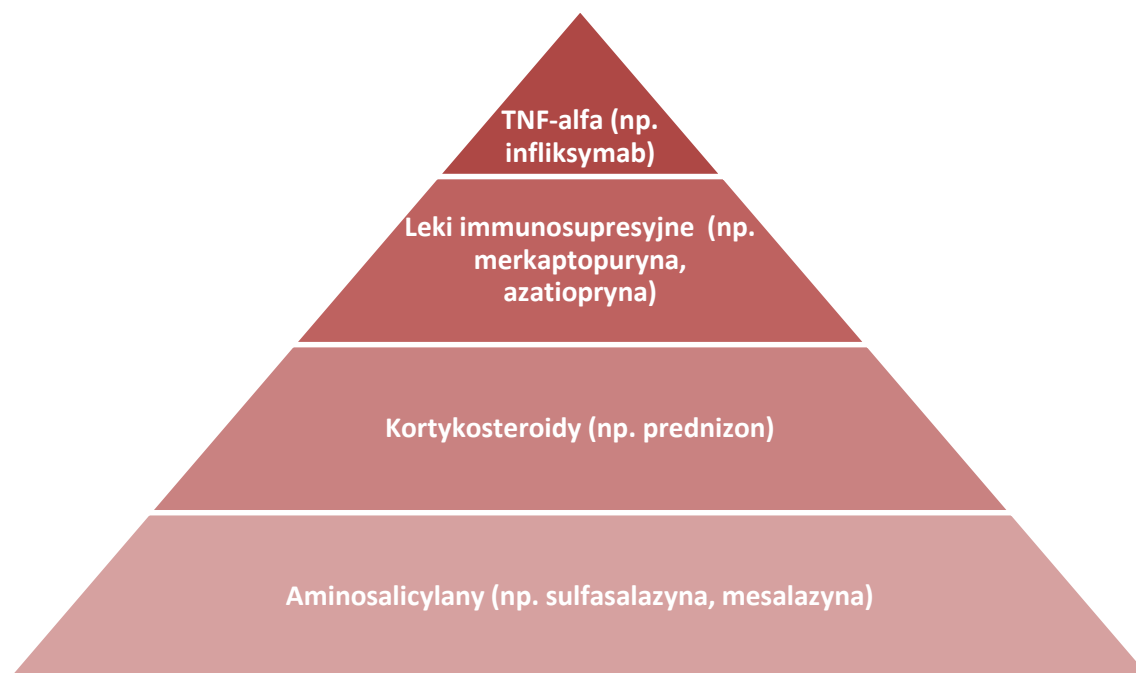 TNF-alfa (np.
infliksymab)
Leki immunosupresyjne (np.
merkaptopuryna,
azatiopryna)
Kortykosteroidy (np. prednizon)
Aminosalicylany (np. sulfasalazyna, mesalazyna)